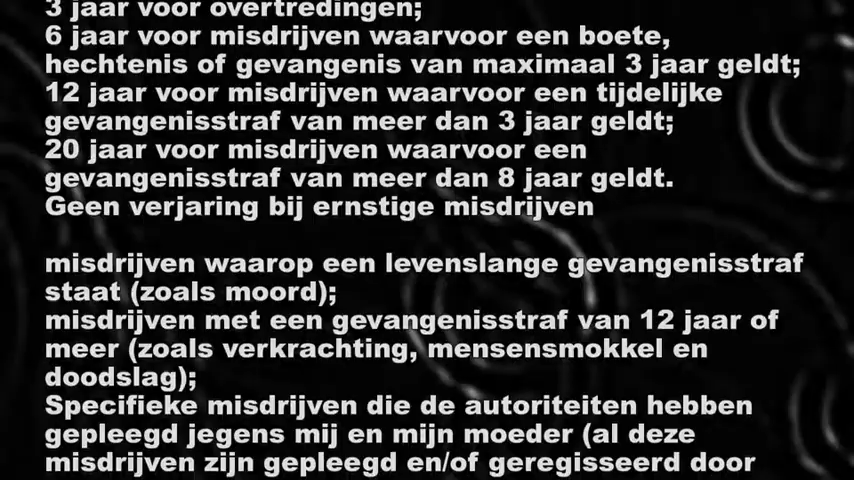 3 jaar voor overtredingen;
6 jaar voor misdrijven waarvoor een boete,
hechtenis of gevangenis van maximaal 3 jaar geldt;
12 jaar voor misdrijven waarvoor een tijdelijke
gevangenisstraf van meer dan 3 jaar geldt;
20 jaar voor misdrijven waarvoor een
gevangenisstraf van meer dan 8 jaar geldt.
Geen verjaring bij ernstige misdrijven
misdrijven waarop een levenslange gevangenisstraf
staat (zoals moord);
misdrijven met een gevangenisstraf van 12 jaar of
meer (zoals verkrachting, mensensmokkel en
doodslag);
Specifieke misdrijven die de autoriteiten hebben
gepleegd jegens mij en mijn moeder (al deze
misdrijven zijn gepleegd en/of geregisseerd door